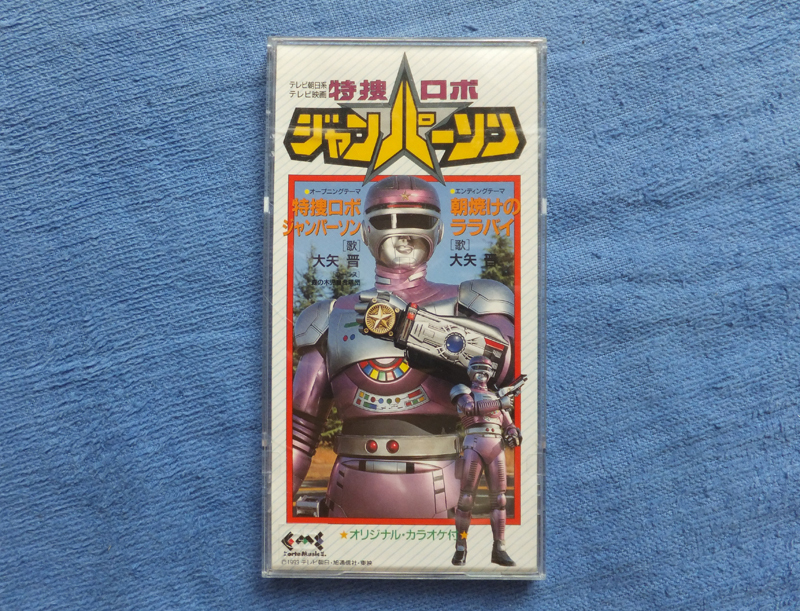 テレビ朝日系
テレビ映画
特捜ロボ
ジャンパーソン
●オープニングテーマ
特捜ロボ
ジャンパーソン
[歌]
大矢 晋
●エンディングテーマ
朝焼けの
ララバイ
[歌]
大矢 晋
★オリジナル・カラオケ付★